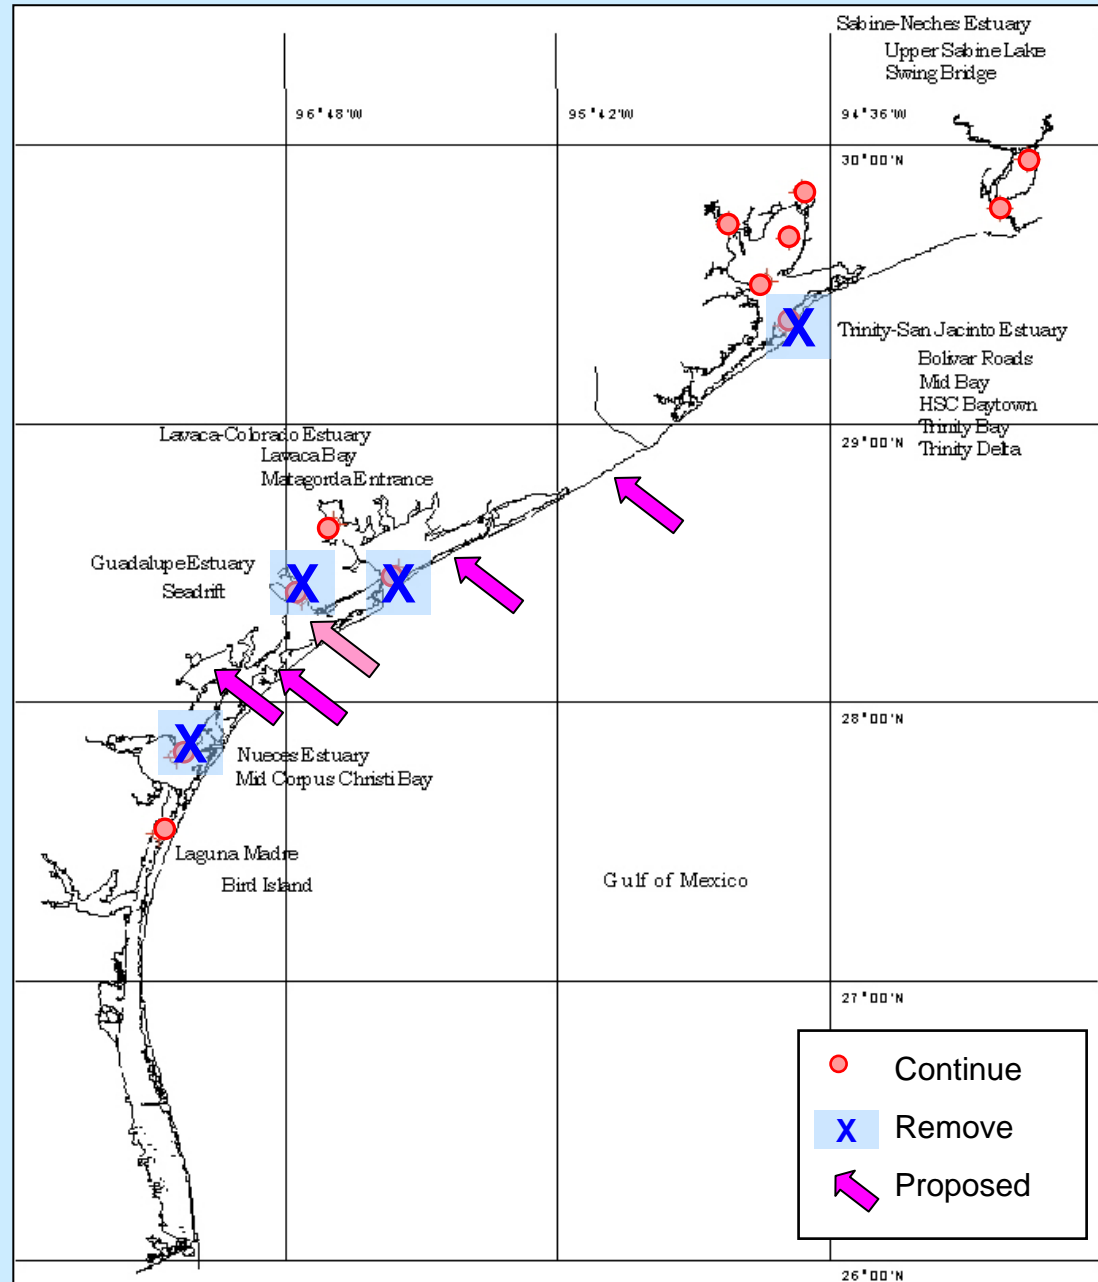 Sabine-Neches Estuary
Upper Sabine Lake
Swing Bridge
96°48'W
95°42'W
94°36'W
30°00'N
Trinity-San Jacinto Estuary
Bolivar Roads
Mid Bay
HSC Baytown
Trinity Bay
Trinity Delta
29°00'N
Lavaca-Colorado Estuary
Lavaca Bay
Matagorda Entrance
Guadalupe Estuary
Seadrift
X
X
X
X
28°00'N
Nueces Estuary
Mid Corpus Christi Bay
Laguna Madre
Bird Island
Gulf of Mexico
27°00'N
Continue
X Remove
Proposed
26°00'N